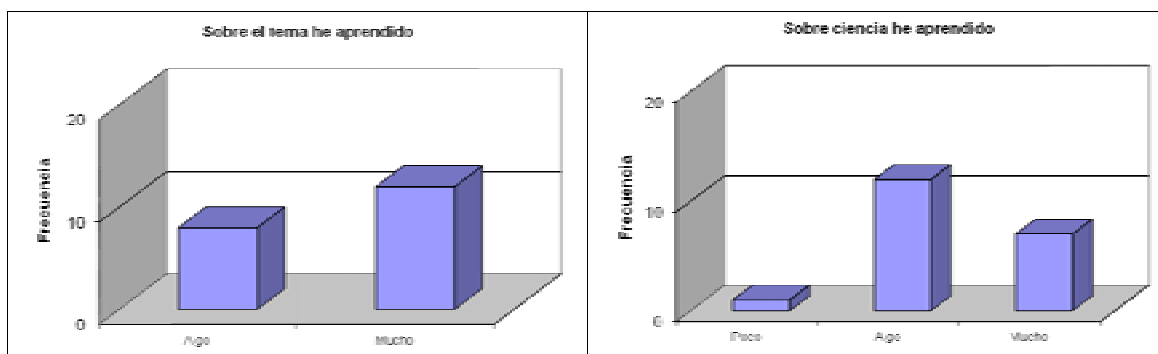 Sobre el tema he aprendido
20
10
0
Frecuencia
Algo
Mucho
Sobre ciencia he aprendido
20
10
0
Frecuencia
Poco
Algo
Mucho